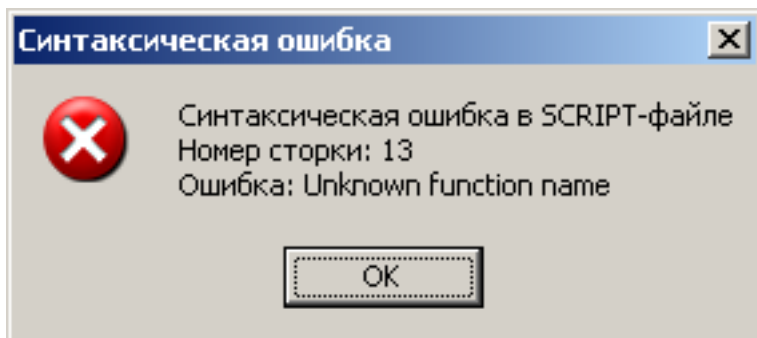 Синтаксическая ошибка
Синтаксическая ошибка в SCRIPT-файле
Номер сторки: 13
Ошибка: Unknown function name
OK